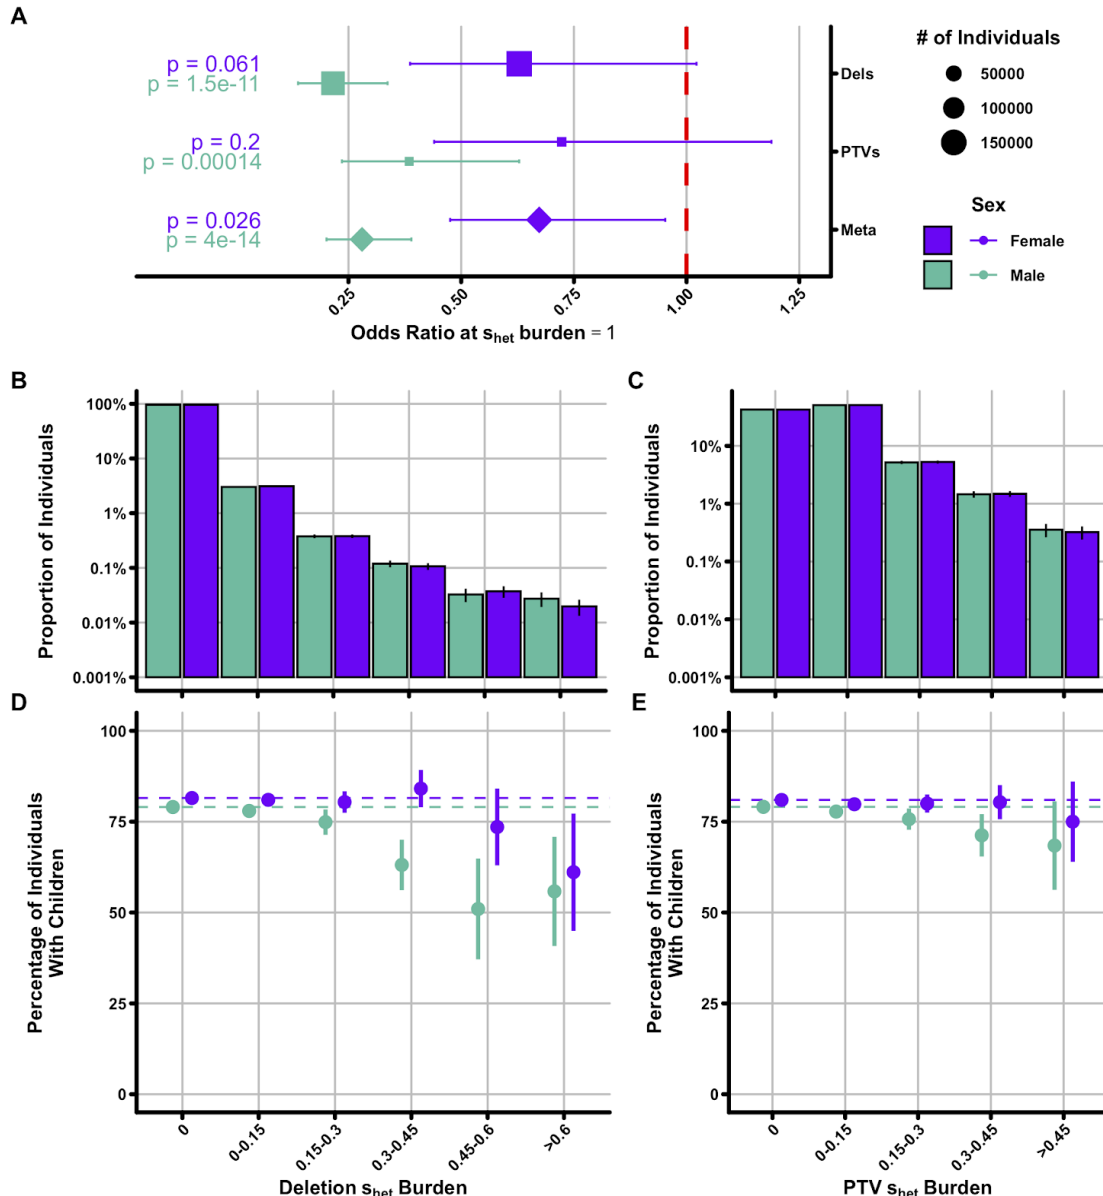 A
p = 0.061
p = 1.5e-11
p = 0.2
p = 0.00014
p = 0.026
p = 4e-14
Dels
PTVs
Meta
0.25
0.50
0.75
1.00
1.25
Odds Ratio at shet burden = 1
# of Individuals
50000
100000
150000
Sex
Female
Male
B
Proportion of Individuals
100%
10%
1%
0.1%
0.01%
0.001%
C
Proportion of Individuals
10%
1%
0.1%
0.01%
0.001%
D
Percentage of Individuals
With Children
100
75
50
25
0
0
0-0.15
0.15-0.3
0.3-0.45
0.45-0.6
>0.6
Deletion shet Burden
E
Percentage of Individuals
With Children
100
75
50
25
0
0
0-0.15
0.15-0.3
0.3-0.45
>0.45
PTV shet Burden